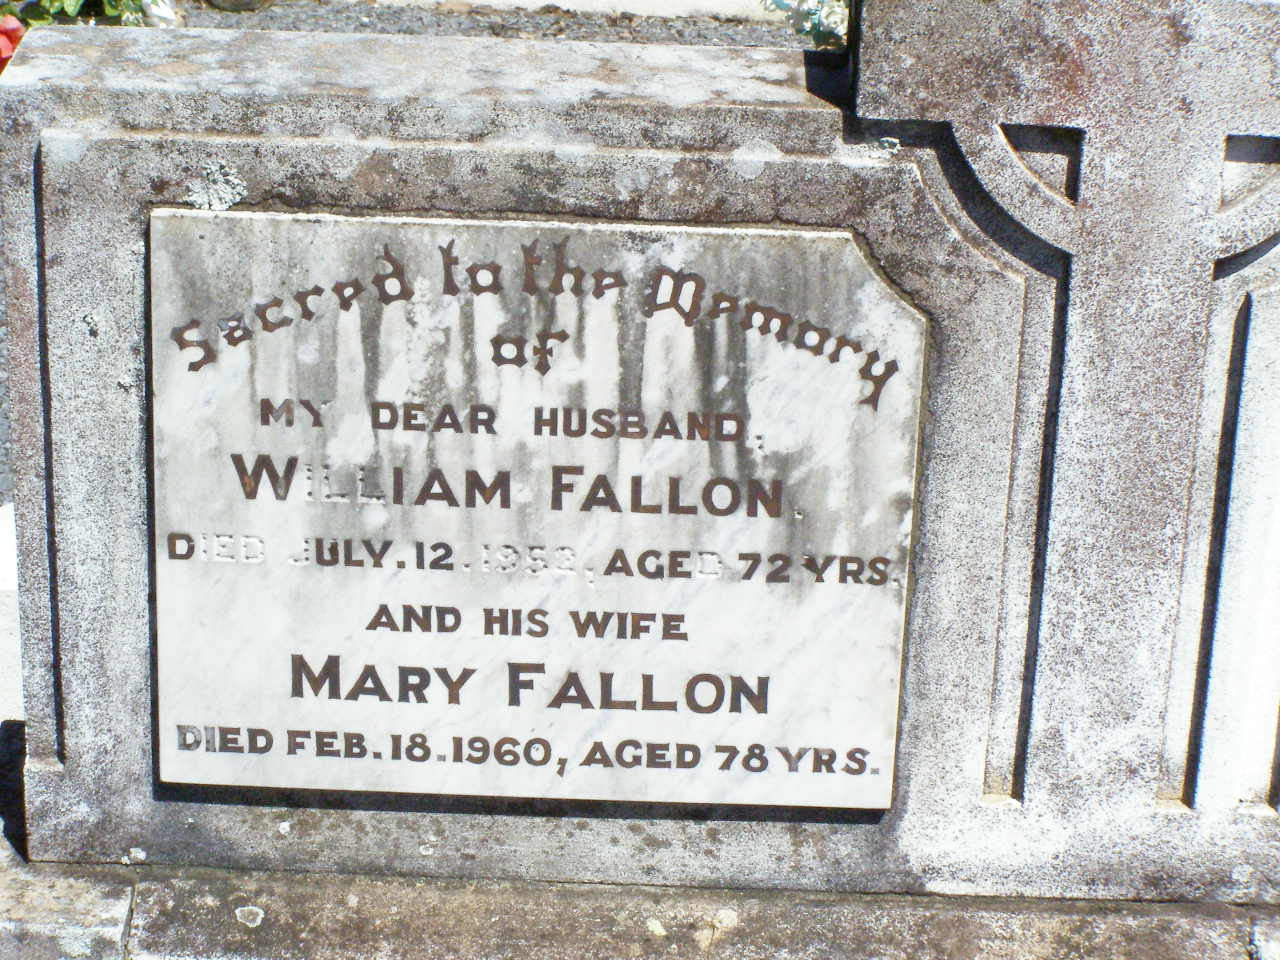 Sacred to the Memory
of
MY DEAR HUSBAND,
WILLIAM FALLON
DIED JULY.12.1953, AGED 72 YRS.
AND HIS WIFE
MARY FALLON
DIED FEB.18.1960, AGED 78 YRS.